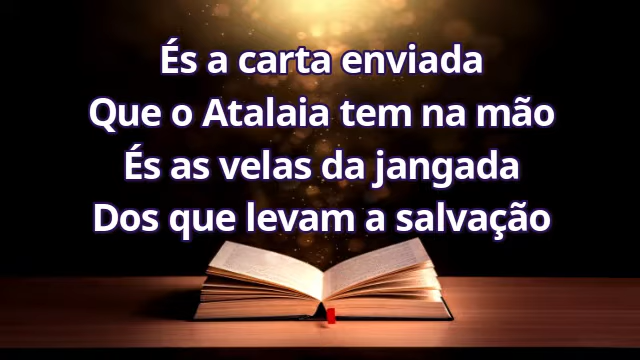 És a carta enviada
Que o Atalaia tem na mão
És as velas da jangada
Dos que levam a salvação